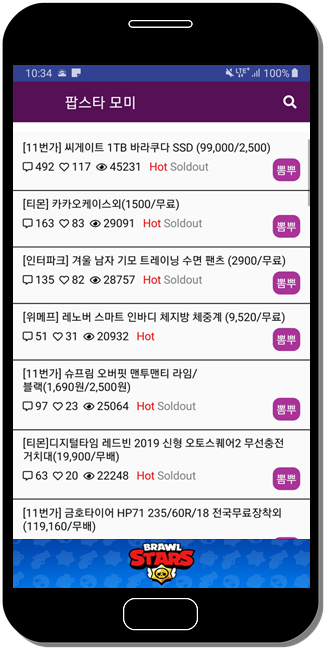 10:34 LTE+ 100%
팝스타 모미
[11번가] 씨게이트 1TB 바라쿠다 SSD (99,000/2,500)
492 117 45231 Hot Soldout 뽐뿌
[티몬] 카카오케이스외(1500/무료)
163 83 29091 Hot Soldout 뽐뿌
[인터파크] 겨울 남자 기모 트레이닝 수면 팬츠 (2900/무료)
135 82 28757 Hot Soldout 뽐뿌
[위메프] 레노버 스마트 인바디 체지방 체중계 (9,520/무료)
51 31 20932 Hot 뽐뿌
[11번가] 슈프림 오버핏 맨투맨티 라임/
블랙(1,690원/2,500원)
97 23 25064 Hot Soldout 뽐뿌
[티몬]디지털타임 레드빈 2019 신형 오토스퀘어2 무선충전
거치대(19,900/무배)
63 20 22248 Hot Soldout 뽐뿌
[11번가] 금호타이어 HP71 235/60R/18 전국무료장착외
(119,160/무배)
BRAWL
STARS